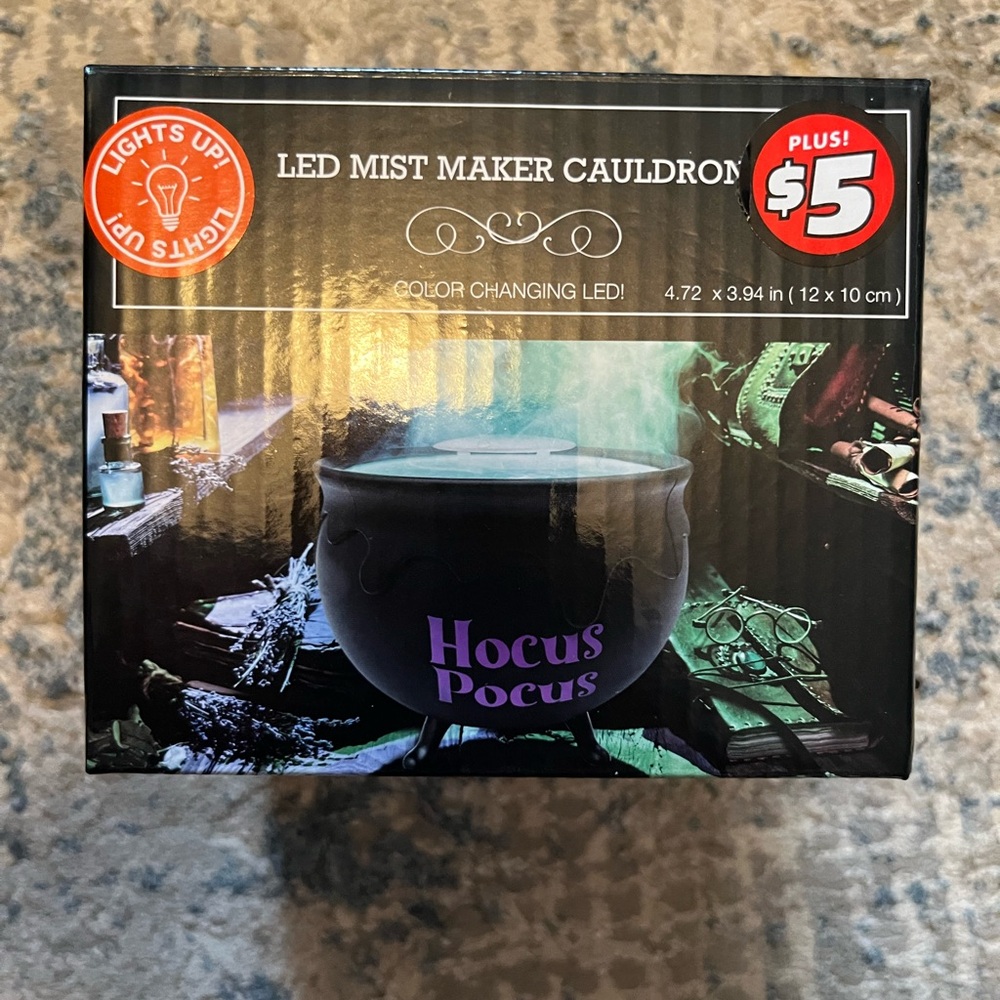 LIGHTS UP!
LIGHTS UP!
LED MIST MAKER CAULDRON
PLUS!
$5
COLOR CHANGING LED!
4.72 x 3.94 in ( 12 x 10 cm )
Hocus
Pocus